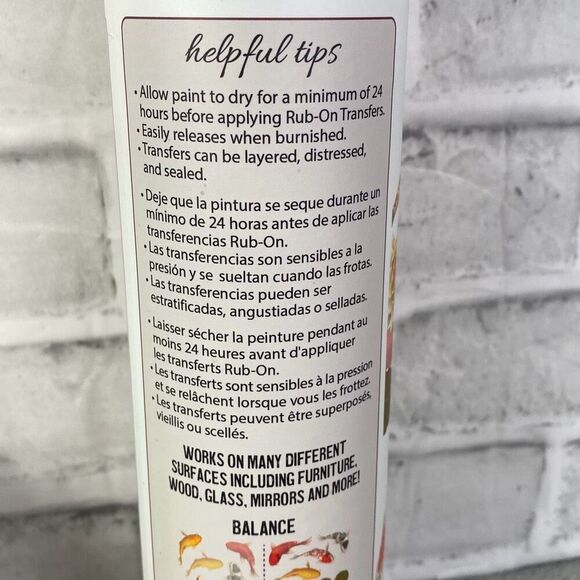 helpful tips
•Allow paint to dry for a minimum of 24
hours before applying Rub-On Transfers.
•Easily releases when burnished.
•Transfers can be layered, distressed,
and sealed.
•Deje que la pintura se seque durante un
mínimo de 24 horas antes de aplicar las
transferencias Rub-On.
•Las transferencias son sensibles a la
presión y se sueltan cuando las frotas.
•Las transferencias pueden ser
estratificadas, angustiadas o selladas.
•Laisser sécher la peinture pendant au
moins 24 heures avant d'appliquer
les transferts Rub-On.
•Les transferts sont sensibles à la pression
et se relâchent lorsque vous les frottez.
•Les transferts peuvent être superposés,
vieillis ou scellés.
WORKS ON MANY DIFFERENT
SURFACES INCLUDING FURNITURE,
WOOD, GLASS, MIRRORS AND MORE!
BALANCE